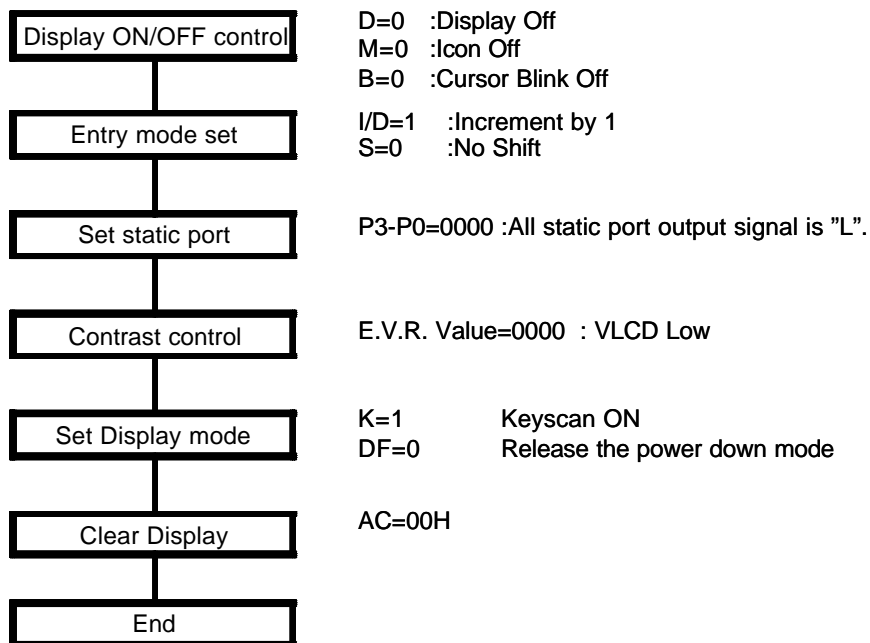 Display ON/OFF control
D=0 :Display Off
M=0 :Icon Off
B=0 :Cursor Blink Off
Entry mode set
I/D=1 :Increment by 1
S=0 :No Shift
Set static port
P3-P0=0000 :All static port output signal is ”L”.
Contrast control
E.V.R. Value=0000 : VLCD Low
Set Display mode
K=1 Keyscan ON
DF=0 Release the power down mode
Clear Display
AC=00H
End